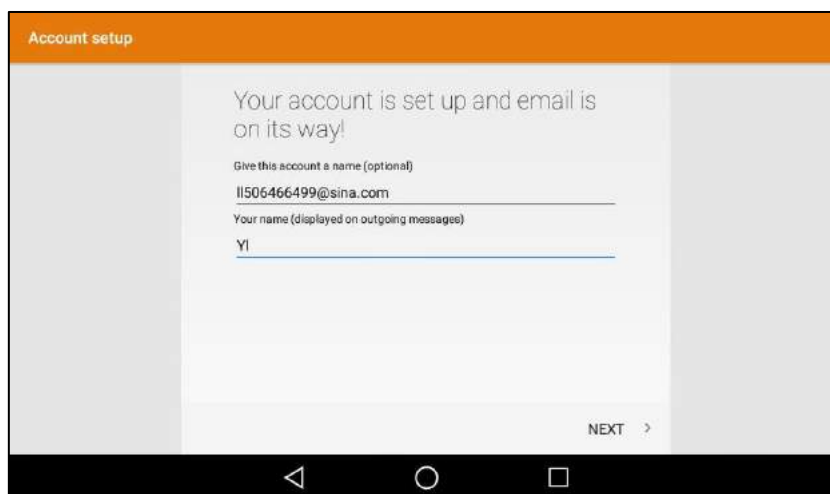 Account setup
Your account is set up and email is
on its way!
Give this account a name (optional)
ll506466499@sina.com
Your name (displayed on outgoing messages)
Yl
NEXT